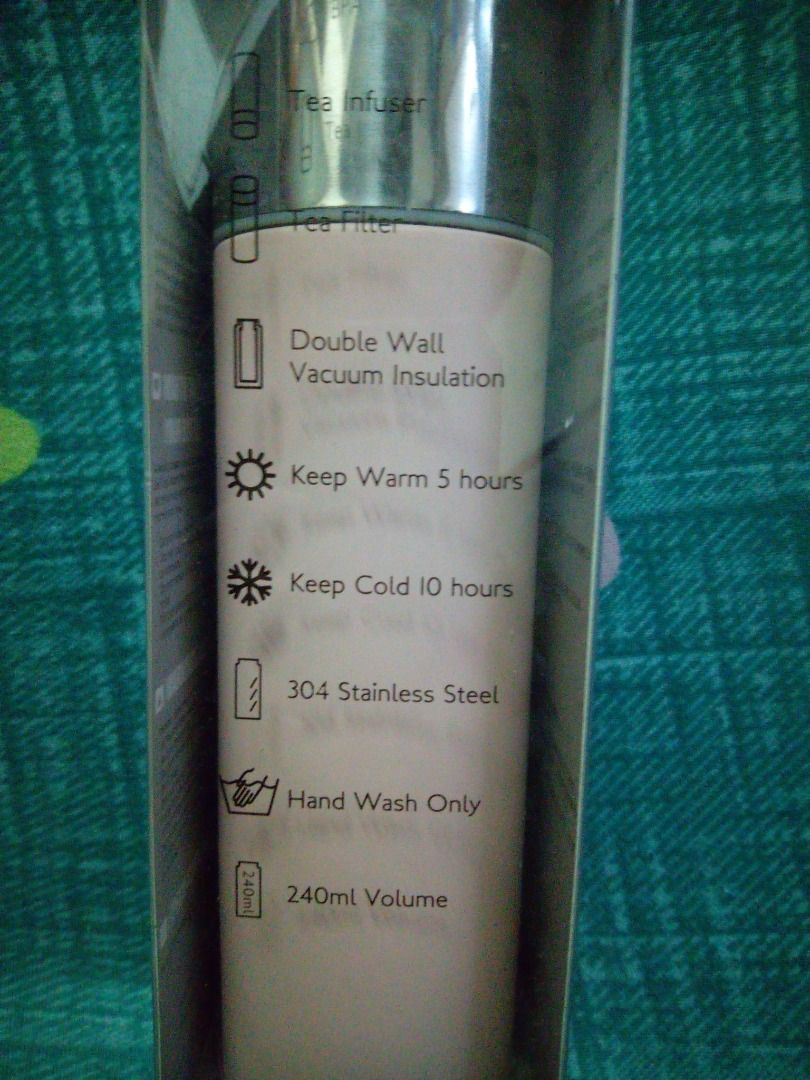 Tea Infuser
Tea Filter
Double Wall
Vacuum Insulation
Keep Warm 5 hours
Keep Cold 10 hours
304 Stainless Steel
Hand Wash Only
240ml
240ml Volume